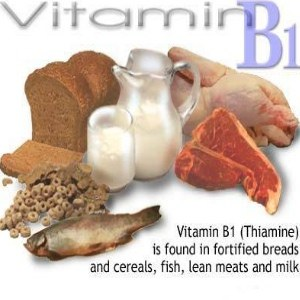 Vitamin B1
Vitamin B1 (Thiamine)
is found in fortified breads
and cereals, fish, lean meats and milk